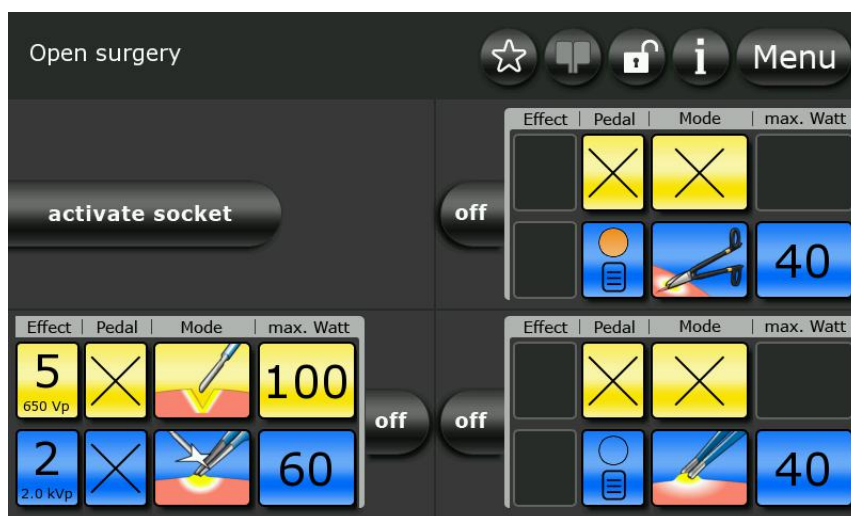 Open surgery
i
Menu
Effect | Pedal | Mode | max. Watt
activate socket
off
40
Effect | Pedal | Mode | max. Watt
5
650 Vp
100
2
2.0 kVp
60
off
off
Effect | Pedal | Mode | max. Watt
40